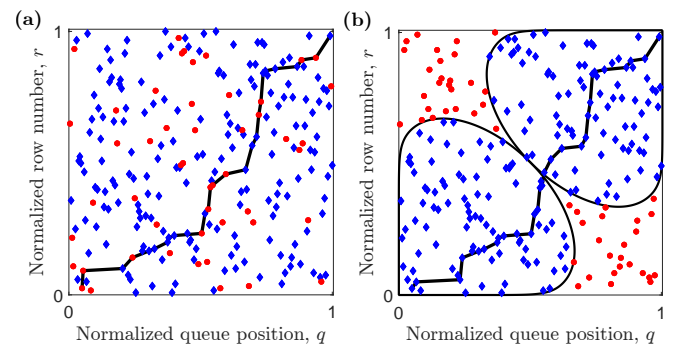 (a)
1
Normalized row number, r
0
0
1
Normalized queue position, q
(b)
1
Normalized row number, r
0
0
1
Normalized queue position, q